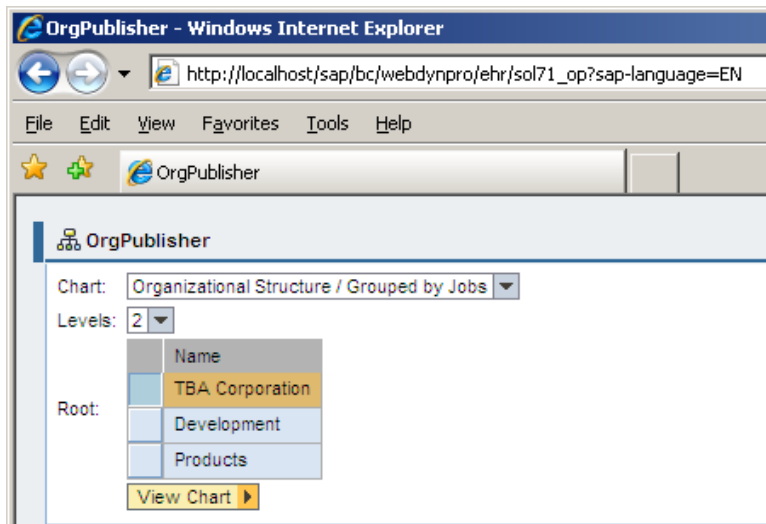 OrgPublisher - Windows Internet Explorer
http://localhost/sap/bc/webdynpro/ehr/sol71_op?sap-language=EN
File Edit View Favorites Tools Help
OrgPublisher
OrgPublisher
Chart: Organizational Structure / Grouped by Jobs
Levels: 2
Name
TBA Corporation
Root:
Development
Products
View Chart